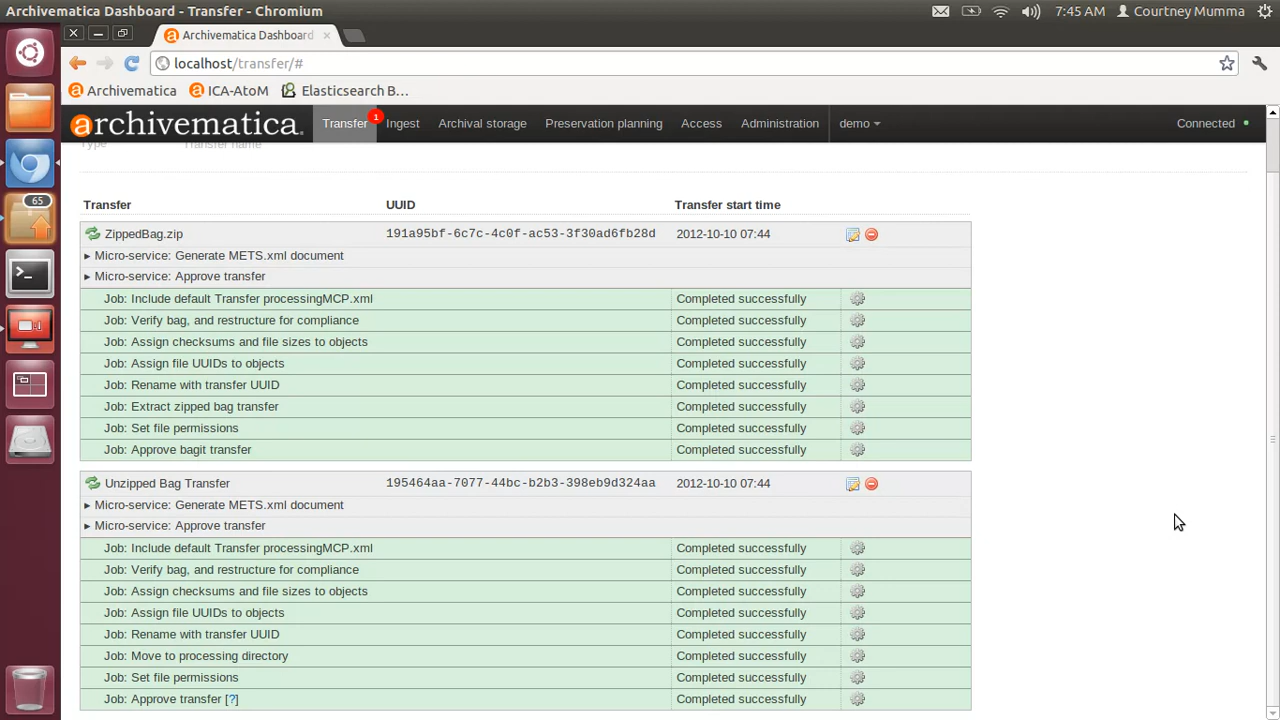 Archivematica Dashboard - Transfer - Chromium 7:45 AM Courtney Mumma
Archivematica Dashboard
localhost/transfer/#
Archivematica ICA-AtoM Elasticsearch B...
archivematica. Transfer 1 Ingest Archival storage Preservation planning Access Administration demo Connected
Type Transfer name
Transfer UUID Transfer start time
ZippedBag.zip 191a95bf-6c7c-4c0f-ac53-3f30ad6fb28d 2012-10-10 07:44
Micro-service: Generate METS.xml document
Micro-service: Approve transfer
Job: Include default Transfer processingMCP.xml Completed successfully
Job: Verify bag, and restructure for compliance Completed successfully
Job: Assign checksums and file sizes to objects Completed successfully
Job: Assign file UUIDs to objects Completed successfully
Job: Rename with transfer UUID Completed successfully
Job: Extract zipped bag transfer Completed successfully
Job: Set file permissions Completed successfully
Job: Approve bagit transfer Completed successfully
Unzipped Bag Transfer 195464aa-7077-44bc-b2b3-398eb9d324aa 2012-10-10 07:44
Micro-service: Generate METS.xml document
Micro-service: Approve transfer
Job: Include default Transfer processingMCP.xml Completed successfully
Job: Verify bag, and restructure for compliance Completed successfully
Job: Assign checksums and file sizes to objects Completed successfully
Job: Assign file UUIDs to objects Completed successfully
Job: Rename with transfer UUID Completed successfully
Job: Move to processing directory Completed successfully
Job: Set file permissions Completed successfully
Job: Approve transfer [?] Completed successfully
65